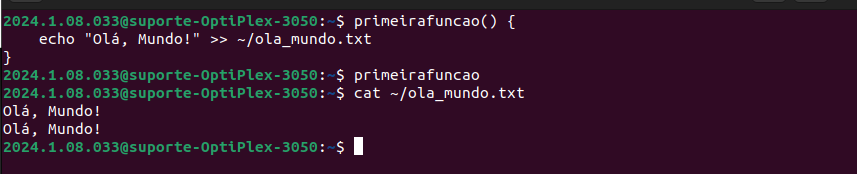 2024.1.08.033@suporte-OptiPlex-3050:~$ primeirafuncao() {
    echo "Olá, Mundo!" >> ~/ola_mundo.txt
}
2024.1.08.033@suporte-OptiPlex-3050:~$ primeirafuncao
2024.1.08.033@suporte-OptiPlex-3050:~$ cat ~/ola_mundo.txt
Olá, Mundo!
Olá, Mundo!
2024.1.08.033@suporte-OptiPlex-3050:~$